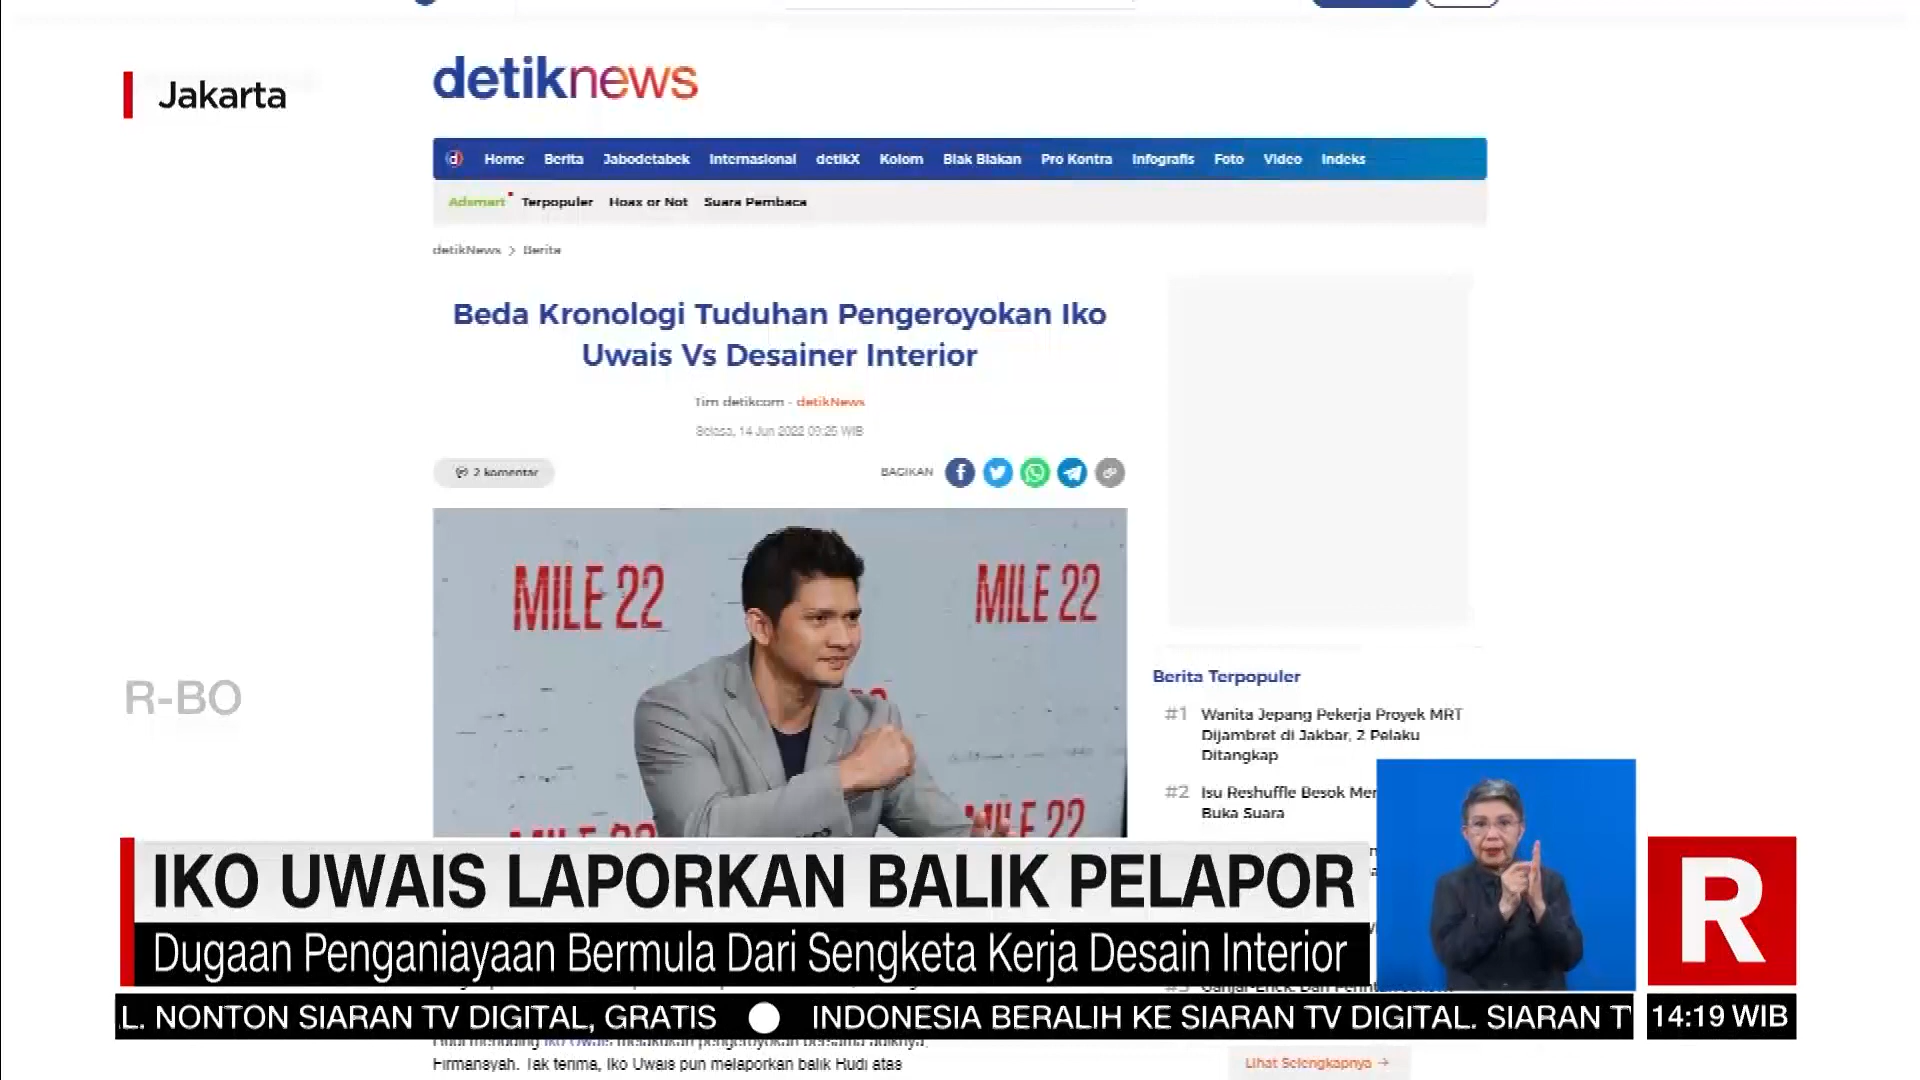 Jakarta
detiknews
Home Berita Jabodetabek Internasional detikX Kolom Blak Blakan Pro Kontra Infografis Foto Video Indeks
Adsmart Terpopuler Hoax or Not Suara Pembaca
detikNews > Berita
Beda Kronologi Tuduhan Pengeroyokan Iko
Uwais Vs Desainer Interior
Tim detikcom - detikNews
Selasa, 14 Jun 2022 09:25 WIB
2 komentar
BAGIKAN
MILE 22
MILE 22
MILE 22
MILE 22
R-BO
Berita Terpopuler
#1 Wanita Jepang Pekerja Proyek MRT
Dijambret di Jakbar, 2 Pelaku
Ditangkap
#2 Isu Reshuffle Besok
Buka Suara
IKO UWAIS LAPORKAN BALIK PELAPOR
Dugaan Penganiayaan Bermula Dari Sengketa Kerja Desain Interior
R
L. NONTON SIARAN TV DIGITAL, GRATIS INDONESIA BERALIH KE SIARAN TV DIGITAL. SIARAN T
14:19 WIB
Firmansyah. Tak terima, Iko Uwais pun melaporkan balik Rudi atas
Lihat Selengkapnya →